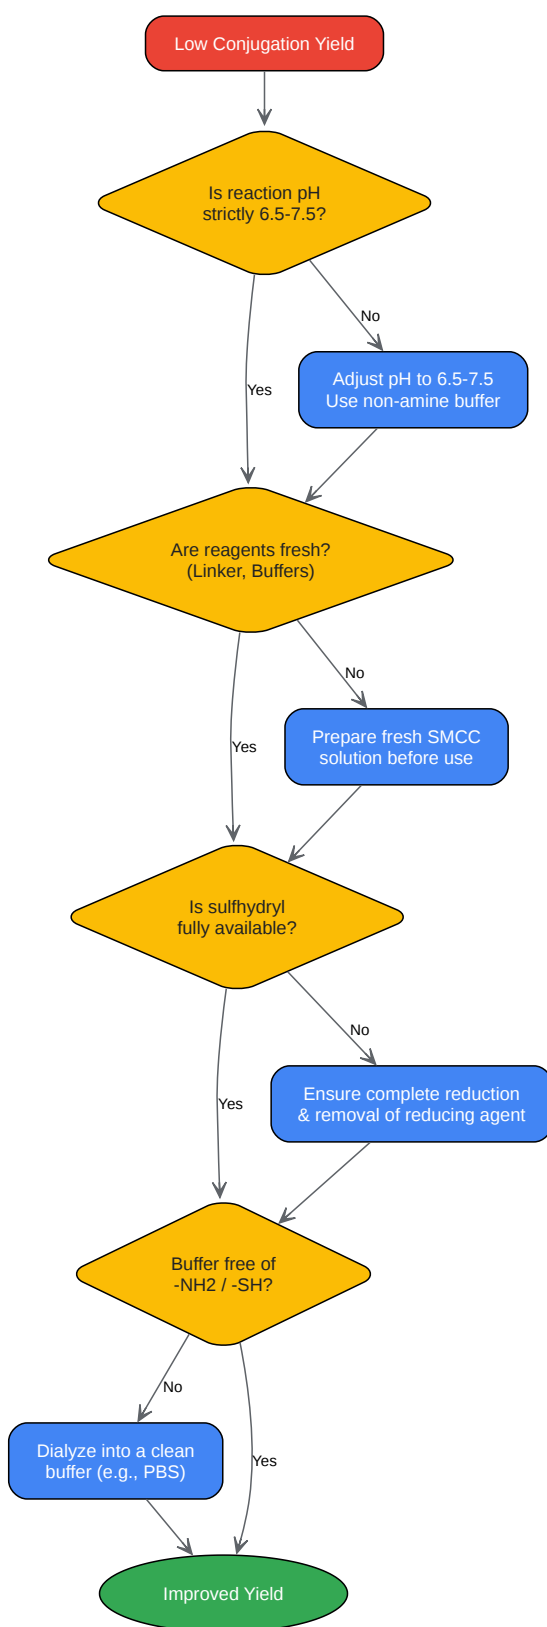 Low Conjugation Yield
Is reaction pH
strictly 6.5-7.5?
No
Adjust pH to 6.5-7.5
Use non-amine buffer
Yes
Are reagents fresh?
(Linker, Buffers)
No
Prepare fresh SMCC
solution before use
Yes
Is sulfhydryl
fully available?
No
Ensure complete reduction
& removal of reducing agent
Yes
Buffer free of
-NH2 / -SH?
No
Dialyze into a clean
buffer (e.g., PBS)
Yes
Improved Yield